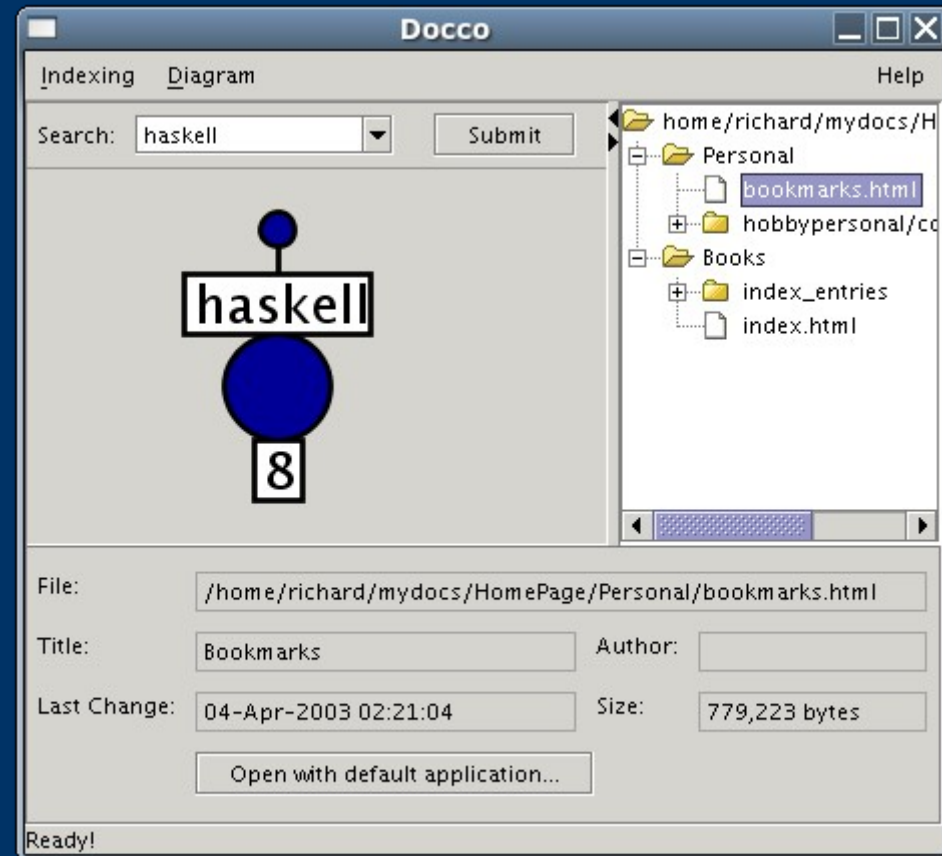 Docco
Indexing Diagram Help
Search: haskell Submit
haskell
8
home/richard/mydocs/H
Personal
bookmarks.html
hobbypersonal/co
Books
index_entries
index.html
File: /home/richard/mydocs/HomePage/Personal/bookmarks.html
Title: Bookmarks Author:
Last Change: 04-Apr-2003 02:21:04 Size: 779,223 bytes
Open with default application...
Ready!